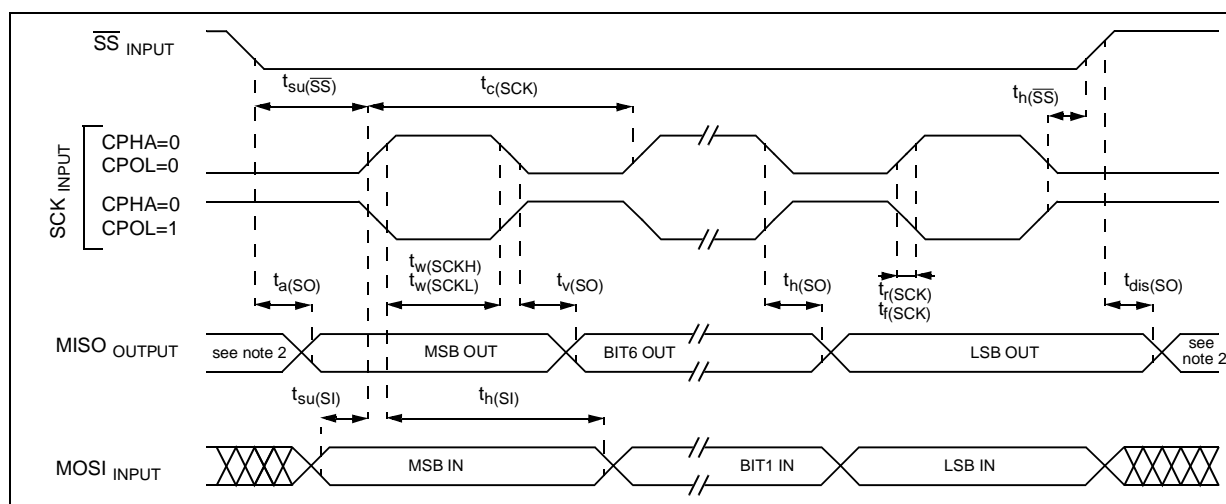 SS INPUT
tsu(SS)
tc(SCK)
th(SS)
SCK INPUT
CPHA=0
CPOL=0
CPHA=0
CPOL=1
ta(SO)
tw(SCKH)
tw(SCKL)
tv(SO)
th(SO)
tr(SCK)
tf(SCK)
tdis(SO)
MISO OUTPUT
see note 2
MSB OUT
BIT6 OUT
LSB OUT
see
note 2
tsu(SI)
th(SI)
MOSI INPUT
MSB IN
BIT1 IN
LSB IN